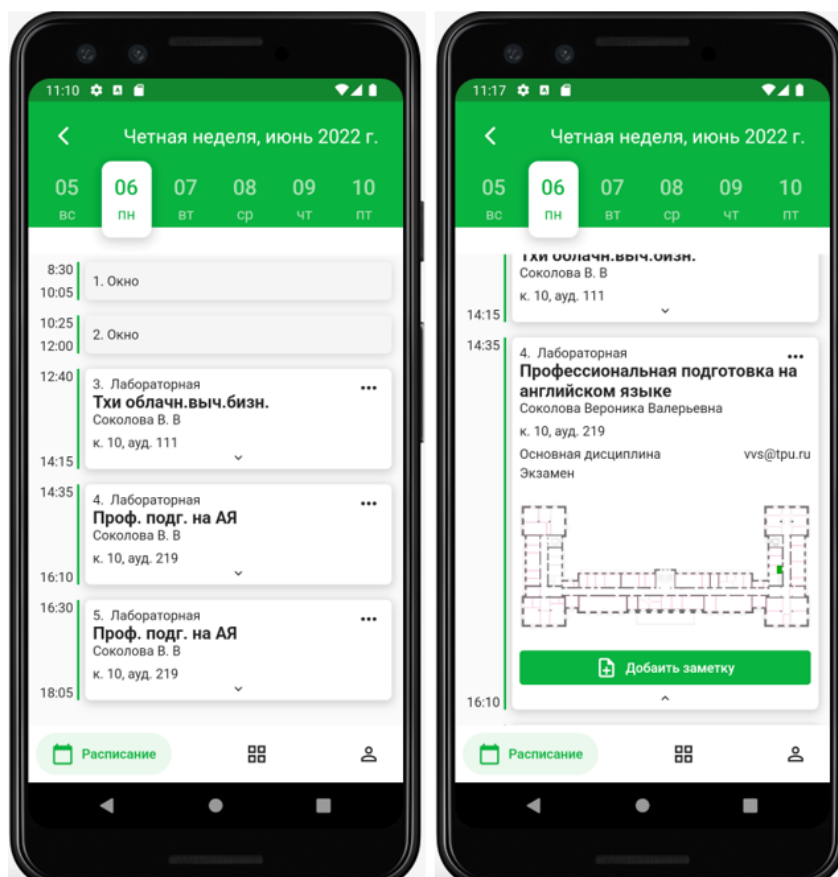 11:10
Четная неделя, июнь 2022 г.
05 06 07 08 09 10
вс пн вт ср чт пт
8:30
1. Окно
10:05
10:25
2. Окно
12:00
12:40
3. Лабораторная
Тхи облачн.выч.бизн.
Соколова В. В
к. 10, ауд. 111
14:15
14:35
4. Лабораторная
Проф. подг. на АЯ
Соколова В. В
к. 10, ауд. 219
16:10
16:30
5. Лабораторная
Проф. подг. на АЯ
Соколова В. В
к. 10, ауд. 219
18:05
Расписание
11:17
Четная неделя, июнь 2022 г.
05 06 07 08 09 10
вс пн вт ср чт пт
Тхи облачн.выч.бизн.
Соколова В. В
к. 10, ауд. 111
14:15
14:35
4. Лабораторная
Профессиональная подготовка на
английском языке
Соколова Вероника Валерьевна
к. 10, ауд. 219
Основная дисциплина vvs@tpu.ru
Экзамен
Добаить заметку
16:10
Расписание